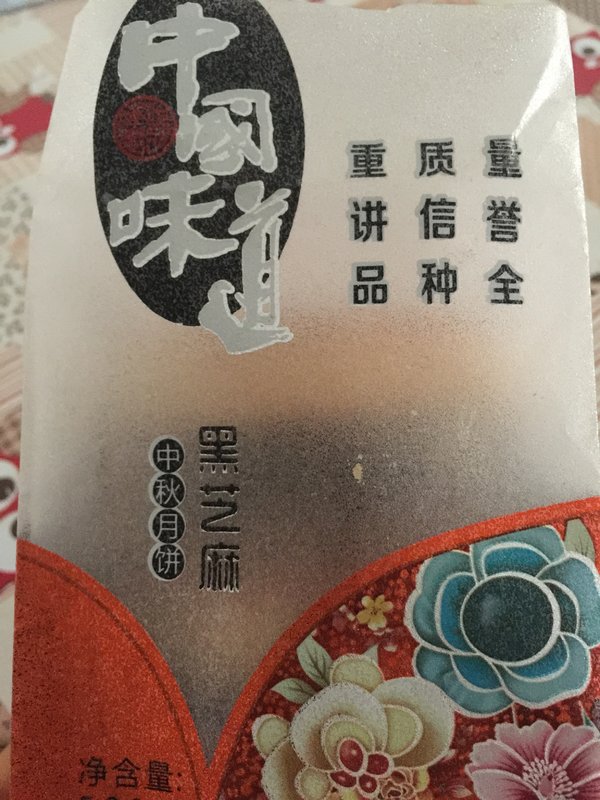 中國味道
重质量
讲信誉
品种全
黑芝麻
中秋月饼
净含量: